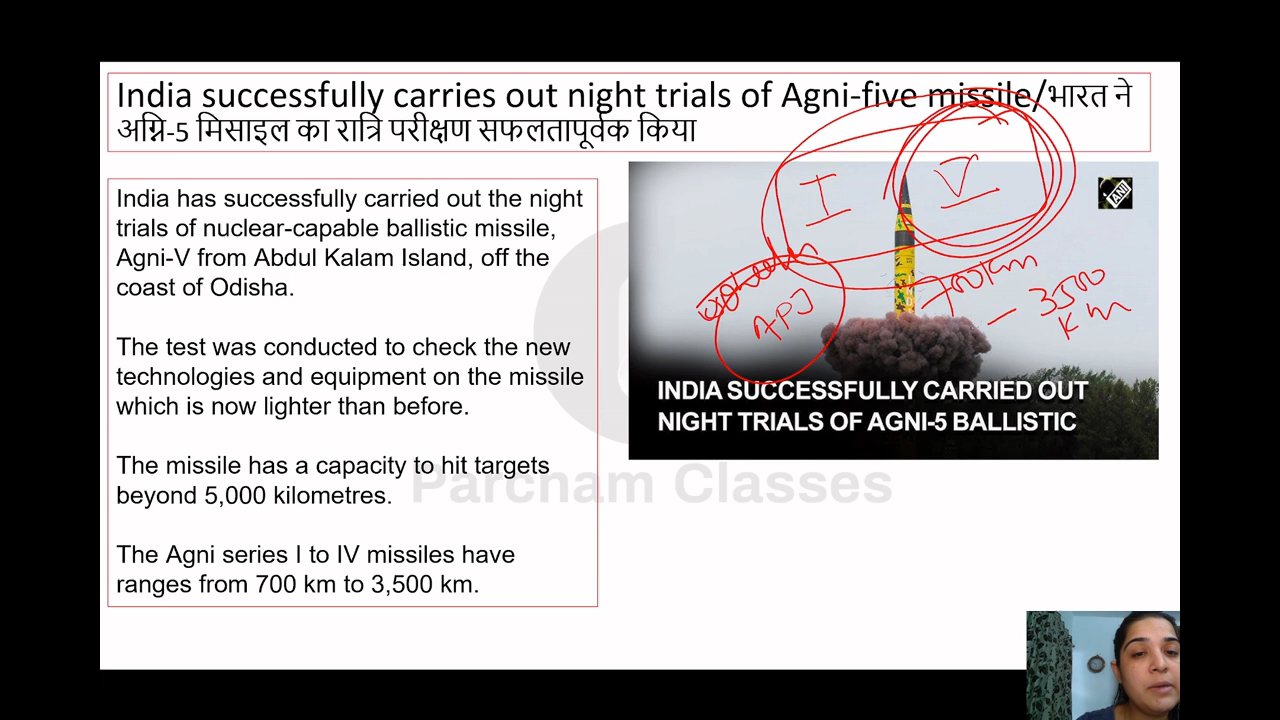 India successfully carries out night trials of Agni-five missile/भारत ने
अग्नि-5 मिसाइल का रात्रि परीक्षण सफलतापूर्वक किया
India has successfully carried out the night
trials of nuclear-capable ballistic missile,
Agni-V from Abdul Kalam Island, off the
coast of Odisha.
The test was conducted to check the new
technologies and equipment on the missile
which is now lighter than before.
The missile has a capacity to hit targets
beyond 5,000 kilometres.
The Agni series I to IV missiles have
ranges from 700 km to 3,500 km.
I V
ANI
APJ
700km
- 3500
km
INDIA SUCCESSFULLY CARRIED OUT
NIGHT TRIALS OF AGNI-5 BALLISTIC
Parcham Classes